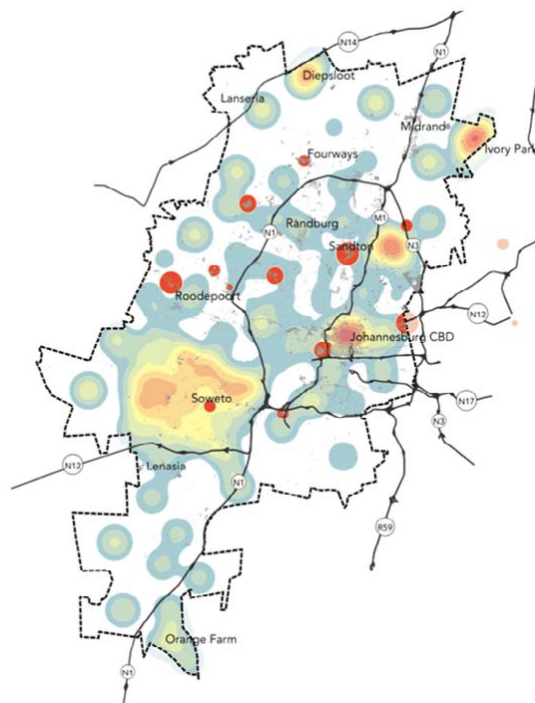 N14
N1
Diepsloot
Lanseria
Midrand
Ivory Park
Fourways
N1
Randburg
M1
N3
Sandton
Roodepoort
N12
Johannesburg CBD
Soweto
N17
N3
Lenasia
N12
N1
R59
Orange Farm
N1